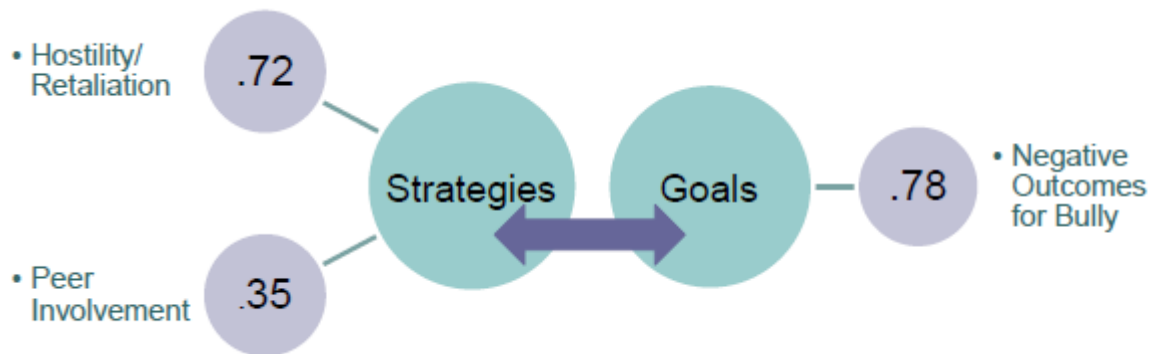 • Hostility/
Retaliation
.72
Strategies
Goals
.78
• Negative
Outcomes
for Bully
• Peer
Involvement
.35